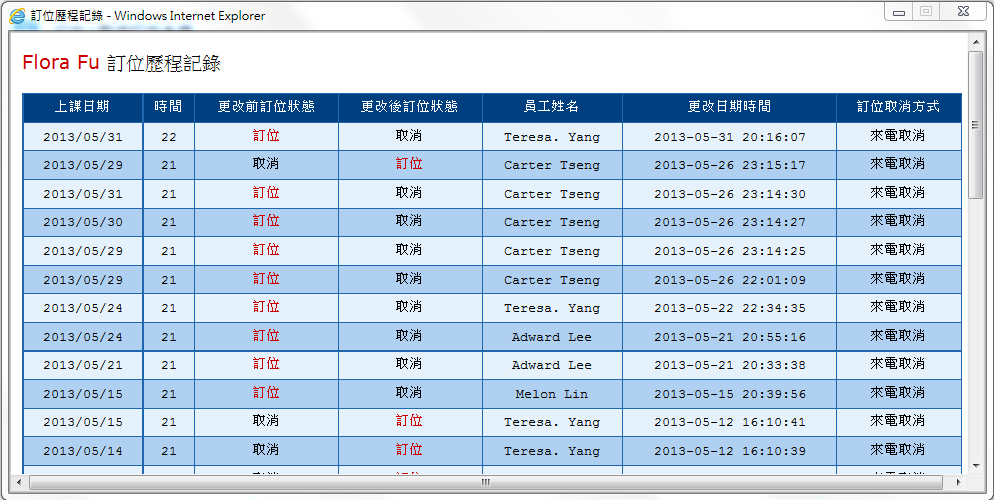 訂位歷程記錄 - Windows Internet Explorer
Flora Fu 訂位歷程記錄
上課日期 時間 更改前訂位狀態 更改後訂位狀態 員工姓名 更改日期時間 訂位取消方式
2013/05/31 22 訂位 取消 Teresa. Yang 2013-05-31 20:16:07 來電取消
2013/05/29 21 取消 訂位 Carter Tseng 2013-05-26 23:15:17 來電取消
2013/05/31 21 訂位 取消 Carter Tseng 2013-05-26 23:14:30 來電取消
2013/05/30 21 訂位 取消 Carter Tseng 2013-05-26 23:14:27 來電取消
2013/05/29 21 訂位 取消 Carter Tseng 2013-05-26 23:14:25 來電取消
2013/05/29 21 訂位 取消 Carter Tseng 2013-05-26 22:01:09 來電取消
2013/05/24 21 訂位 取消 Teresa. Yang 2013-05-22 22:34:35 來電取消
2013/05/24 21 訂位 取消 Adward Lee 2013-05-21 20:55:16 來電取消
2013/05/21 21 訂位 取消 Adward Lee 2013-05-21 20:33:38 來電取消
2013/05/15 21 訂位 取消 Melon Lin 2013-05-15 20:39:56 來電取消
2013/05/15 21 取消 訂位 Teresa. Yang 2013-05-12 16:10:41 來電取消
2013/05/14 21 取消 訂位 Teresa. Yang 2013-05-12 16:10:39 來電取消